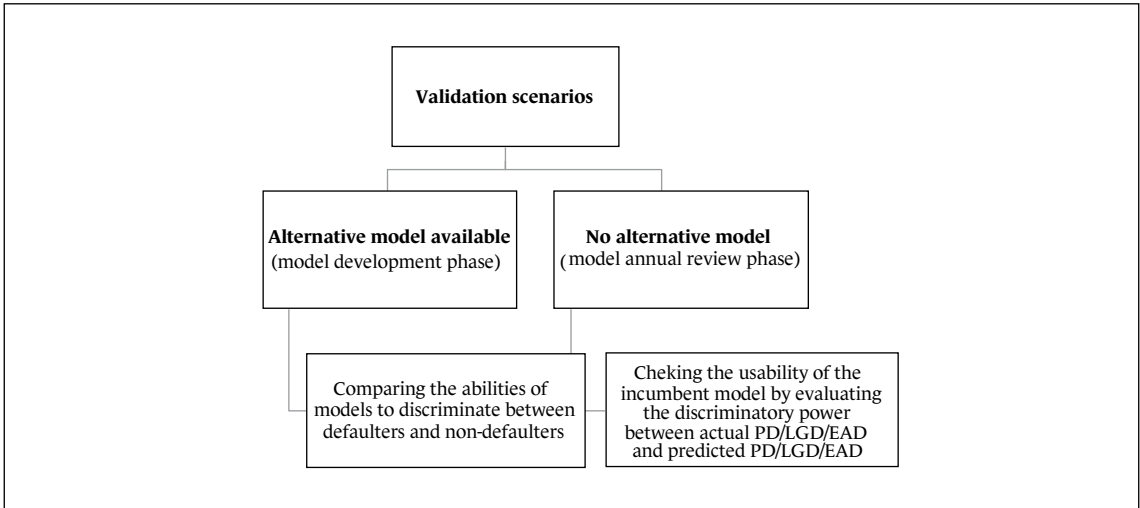 Validation scenarios
Alternative model available
(model development phase)
No alternative model
(model annual review phase)
Comparing the abilities of
models to discriminate between
defaulters and non-defaulters
Cheking the usability of the
incumbent model by evaluating
the discriminatory power
between actual PD/LGD/EAD
and predicted PD/LGD/EAD